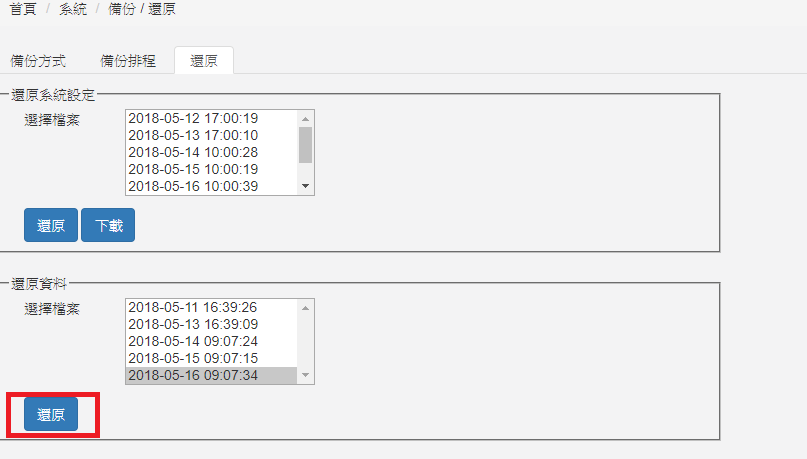 首頁 / 系統 / 備份 / 還原
備份方式 備份排程 還原
還原系統設定
選擇檔案
2018-05-12 17:00:19
2018-05-13 17:00:10
2018-05-14 10:00:28
2018-05-15 10:00:19
2018-05-16 10:00:39
還原 下載
還原資料
選擇檔案
2018-05-11 16:39:26
2018-05-13 16:39:09
2018-05-14 09:07:24
2018-05-15 09:07:15
2018-05-16 09:07:34
還原